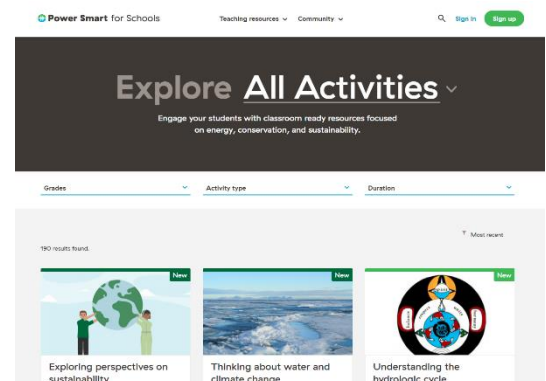 Power Smart for Schools
Teaching resources
Community
Sign in
Sign up
Explore All Activities
Engage your students with classroom ready resources focused
on energy, conservation, and sustainability.
Grades
Activity type
Duration
Most recent
190 results found.
New
New
New
Exploring perspectives on
sustainability
Thinking about water and
climate change
Understanding the
hydrologic cycle